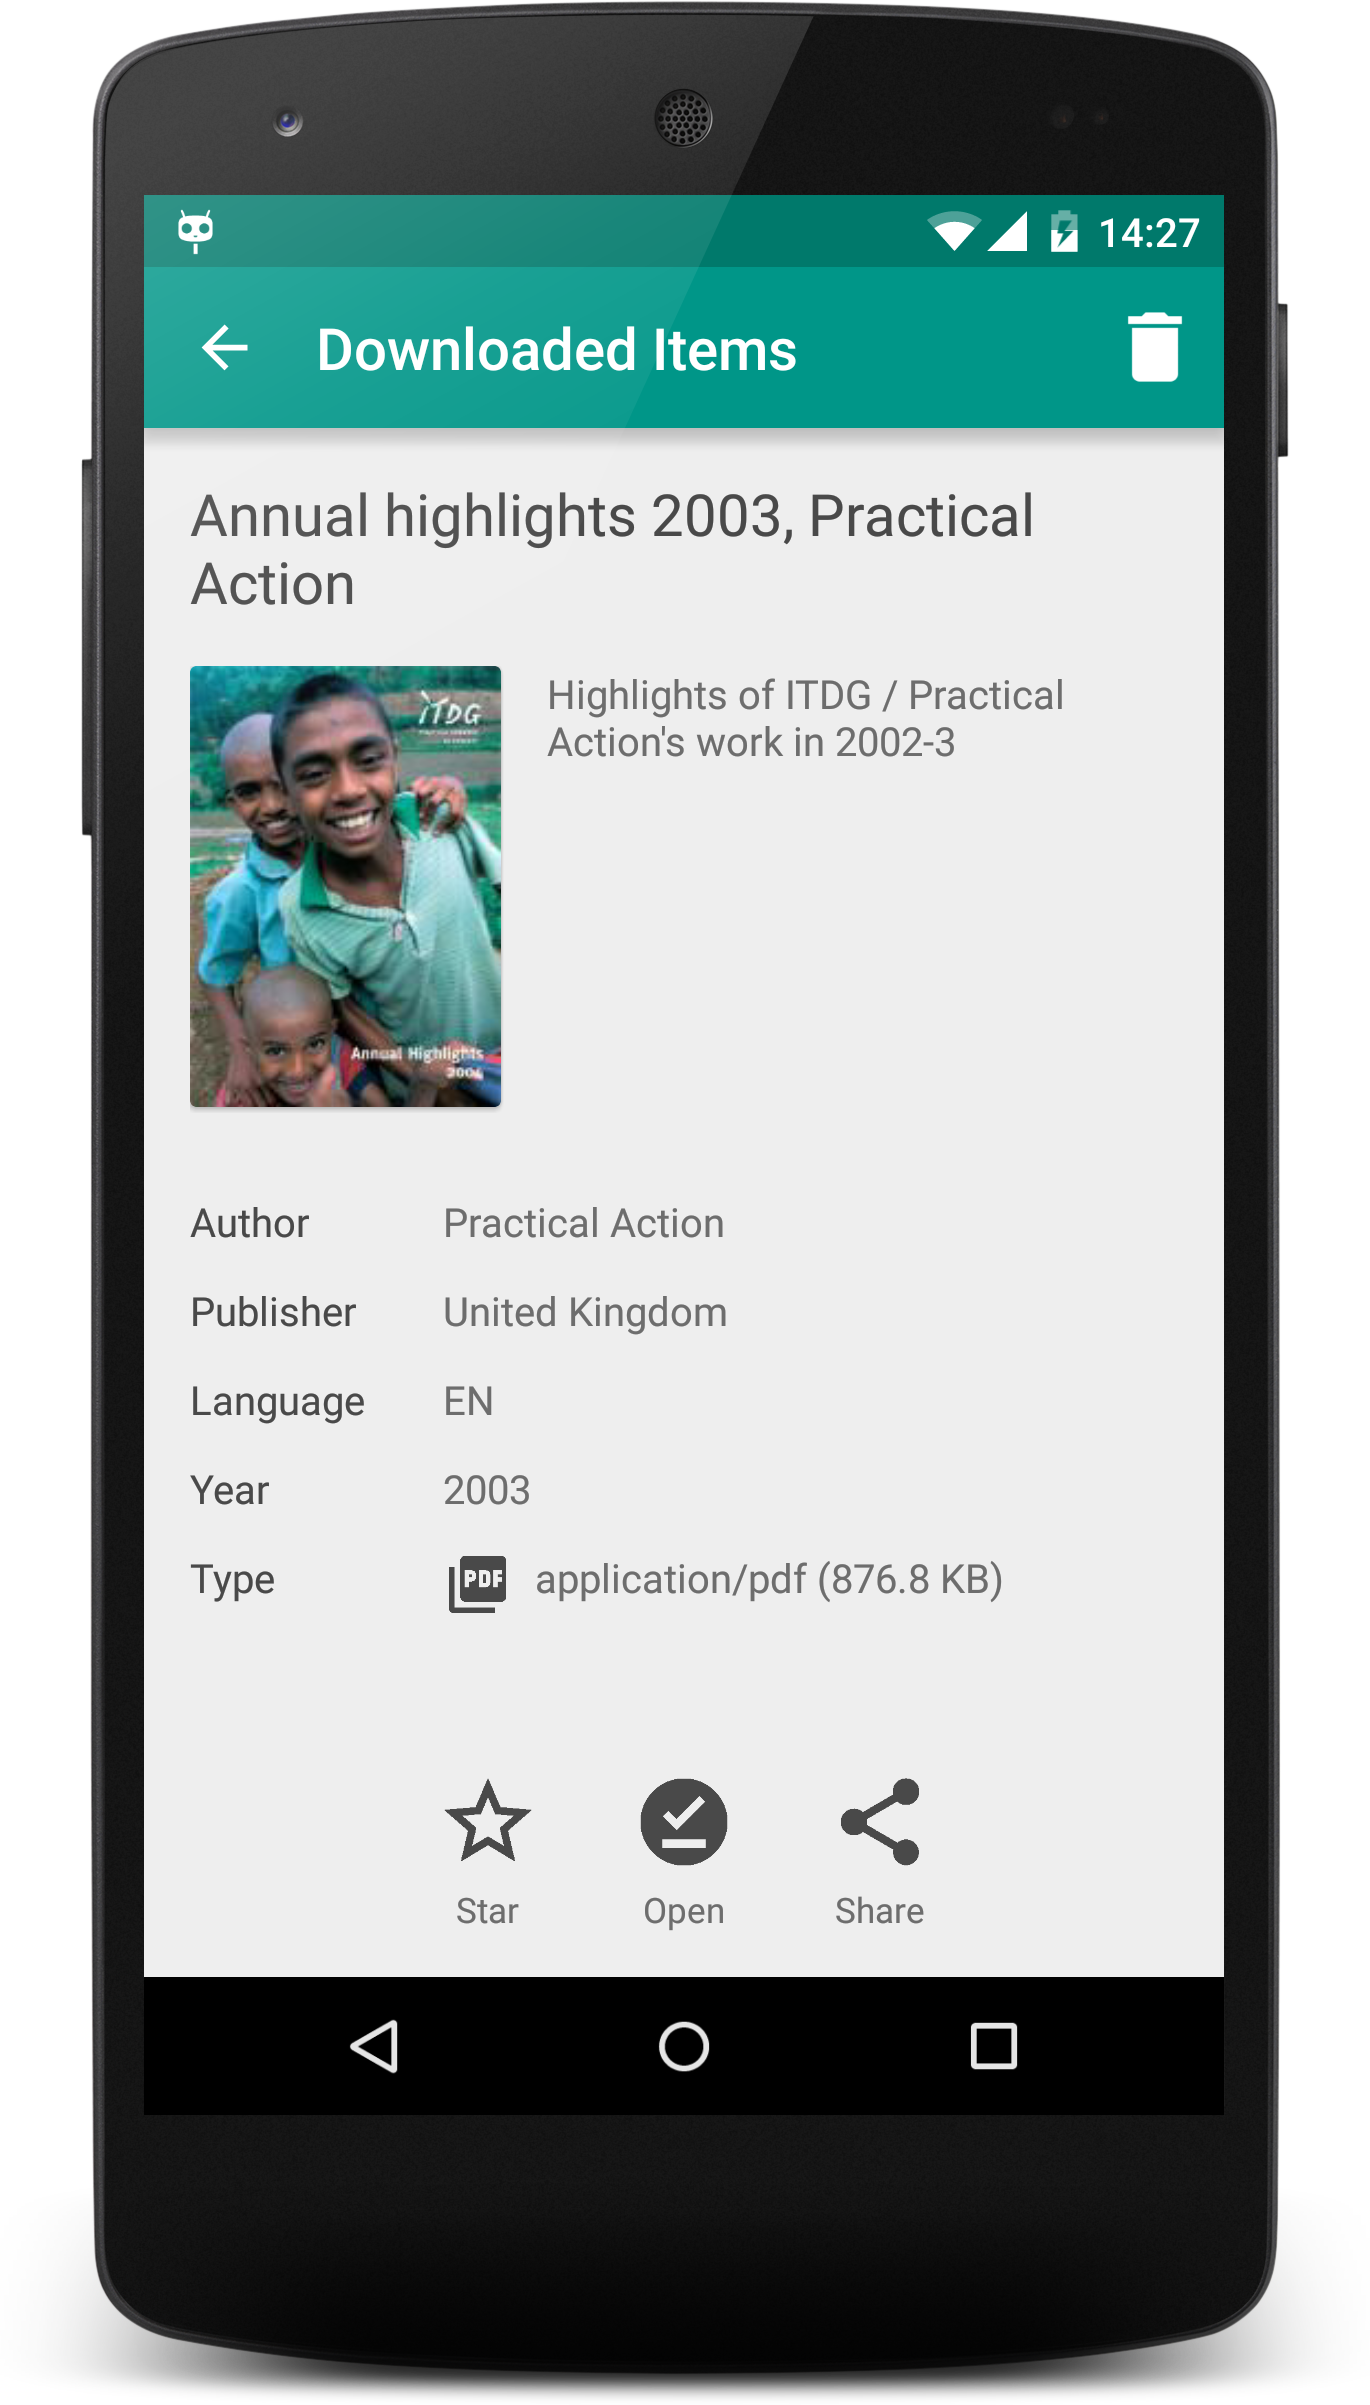 14:27
Downloaded Items
Annual highlights 2003, Practical
Action
iTDG
Highlights of ITDG / Practical
Action's work in 2002-3
Annual Highlights
2004
Author Practical Action
Publisher United Kingdom
Language EN
Year 2003
Type PDF application/pdf (876.8 KB)
Star Open Share